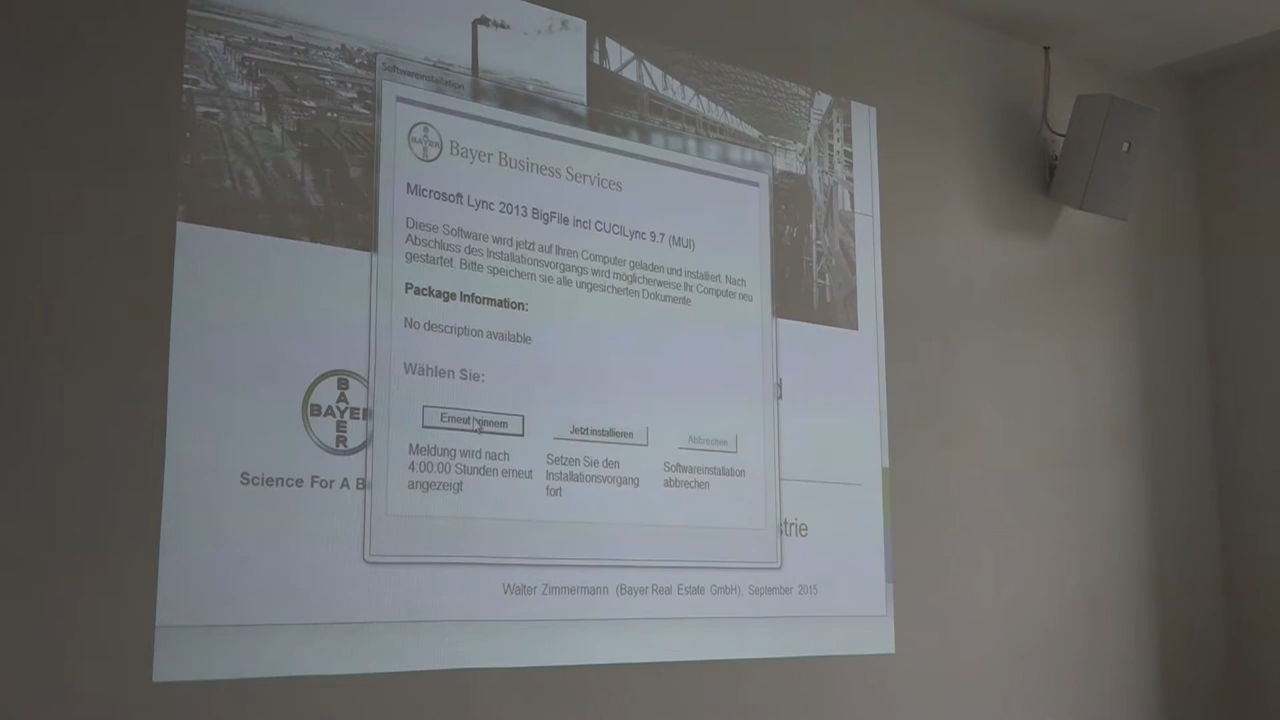 Softwareinstallation
BAYER
BAYER
Bayer Business Services
Microsoft Lync 2013 BigFile incl CUCILync 9.7 (MUI)
Diese Software wird jetzt auf Ihren Computer geladen und installiert. Nach
Abschluss des Installationsvorgangs wird möglicherweise Ihr Computer neu
gestartet. Bitte speichern sie alle ungesicherten Dokumente.
Package Information:
No description available
Wählen Sie:
Erneut erinnern
Meldung wird nach
4:00:00 Stunden erneut
angezeigt
Jetzt installieren
Setzen Sie den
Installationsvorgang
fort
Abbrechen
Softwareinstallation
abbrechen
BAYER
BAYER
Science For A B
d
strie
Walter Zimmermann (Bayer Real Estate GmbH), September 2015